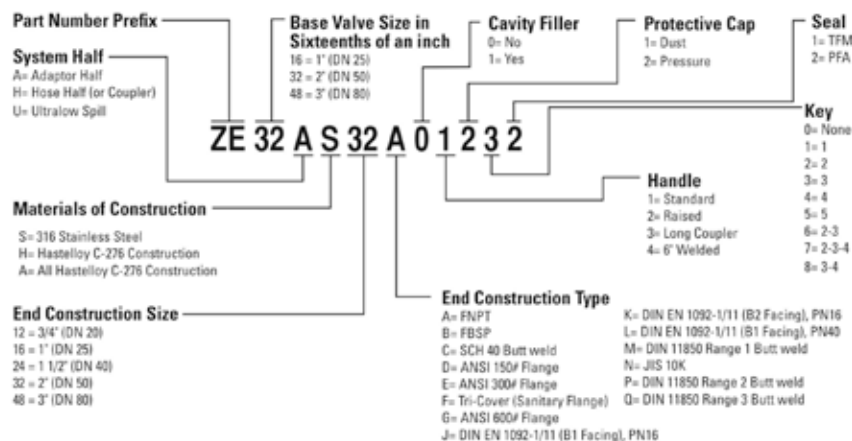 Part Number Prefix
System Half
A= Adaptor Half
H= Hose Half (or Coupler)
U= Ultralow Spill
Base Valve Size in
Sixteenths of an inch
16 = 1" (DN 25)
32 = 2" (DN 50)
48 = 3" (DN 80)
Cavity Filler
0= No
1= Yes
Protective Cap
1= Dust
2= Pressure
Seal
1= TFM
2= PFA
ZE 32 A S 32 A 0 1 2 3 2
Key
0= None
1= 1
2= 2
3= 3
4= 4
5= 5
6= 2-3
7= 2-3-4
8= 3-4
Handle
1= Standard
2= Raised
3= Long Coupler
4= 6" Welded
Materials of Construction
S= 316 Stainless Steel
H= Hastelloy C-276 Construction
A= All Hastelloy C-276 Construction
End Construction Size
12 = 3/4" (DN 20)
16 = 1" (DN 25)
24 = 1 1/2" (DN 40)
32 = 2" (DN 50)
48 = 3" (DN 80)
End Construction Type
A= FNPT
B= FBSP
C= SCH 40 Butt weld
D= ANSI 150# Flange
E= ANSI 300# Flange
F= Tri-Cover (Sanitary Flange)
G= ANSI 600# Flange
J= DIN EN 1092-1/11 (B1 Facing), PN16
K= DIN EN 1092-1/11 (B2 Facing), PN16
L= DIN EN 1092-1/11 (B1 Facing), PN40
M= DIN 11850 Range 1 Butt weld
N= JIS 10K
P= DIN 11850 Range 2 Butt weld
Q= DIN 11850 Range 3 Butt weld